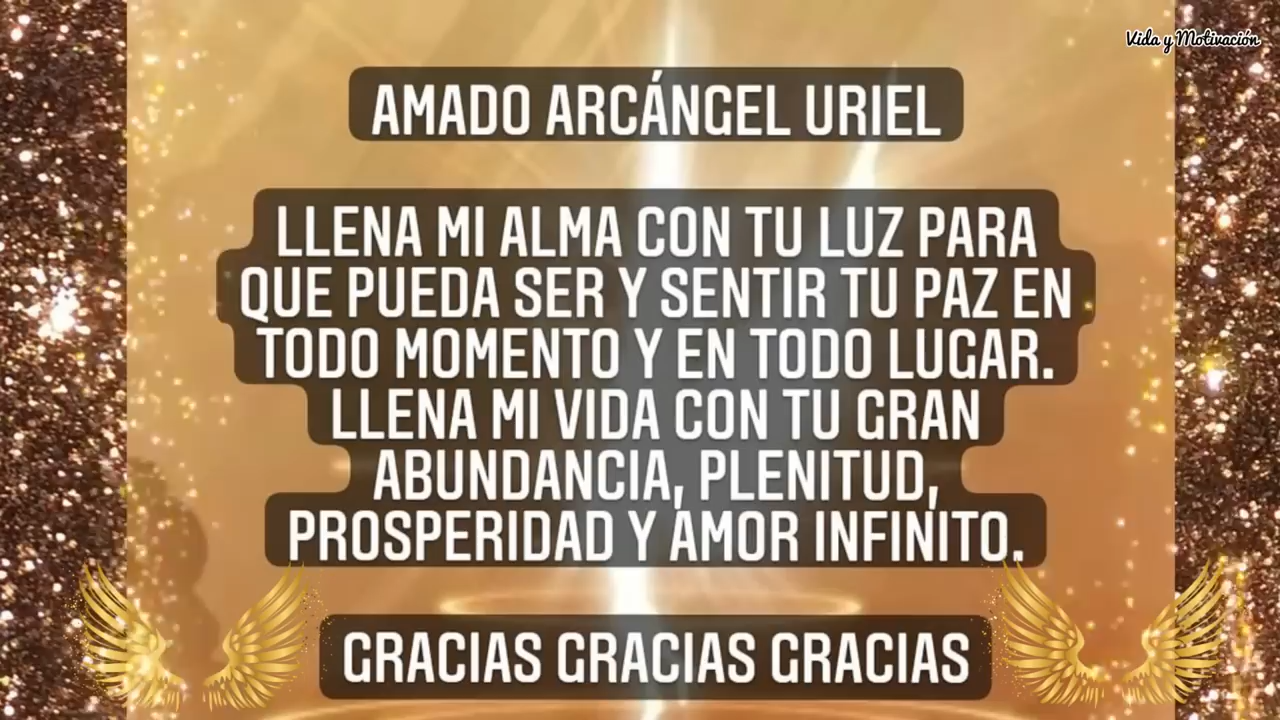 Vida y Motivación
AMADO ARCÁNGEL URIEL
LLENA MI ALMA CON TU LUZ PARA
QUE PUEDA SER Y SENTIR TU PAZ EN
TODO MOMENTO Y EN TODO LUGAR.
LLENA MI VIDA CON TU GRAN
ABUNDANCIA, PLENITUD,
PROSPERIDAD Y AMOR INFINITO.
GRACIAS GRACIAS GRACIAS